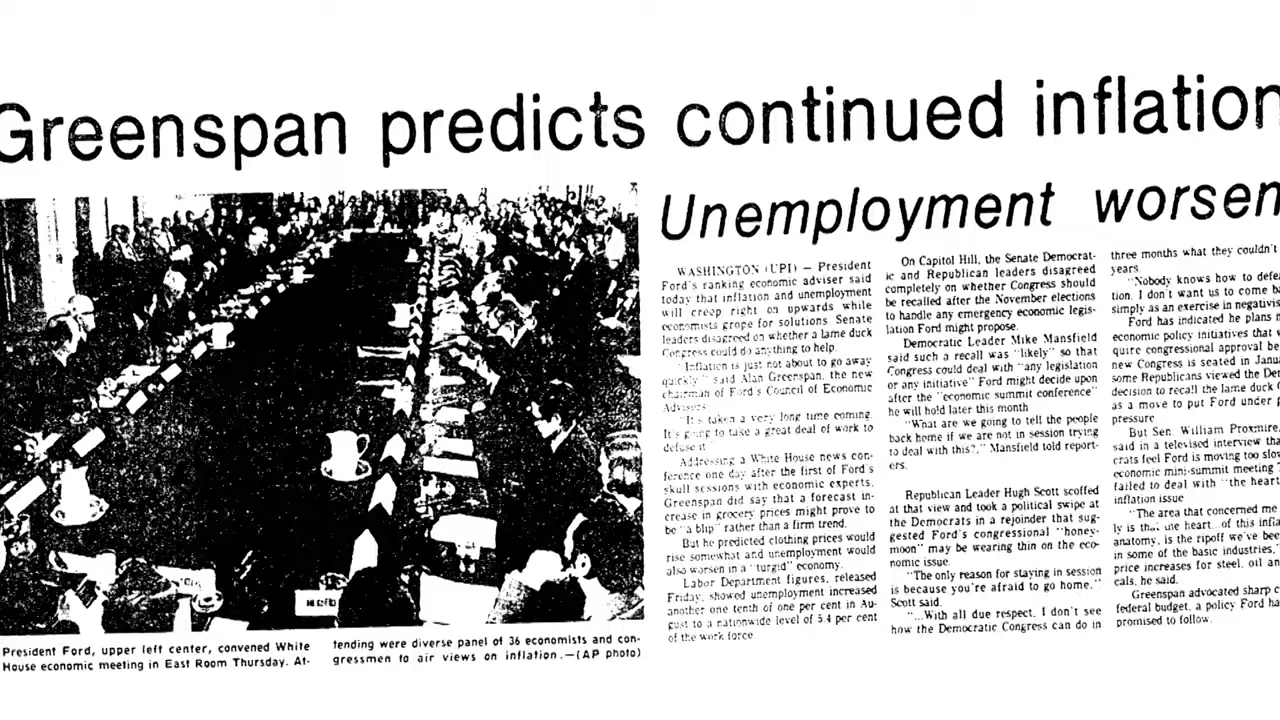 Greenspan predicts continued inflation
Unemployment worsen
WASHINGTON (UPI) — President
Ford's ranking economic adviser said
today that inflation and unemployment
will creep right on upwards while
economists grope for solutions. Senate
leaders disagreed on whether a lame duck
Congress could do anything to help.
"Inflation is just not about to go away
quickly" said Alan Greenspan, the new
chairman of Ford's Council of Economic
Advisers
"It's taken a very long time coming.
It's going to take a great deal of work to
defuse it"
Addressing a White House news con-
ference one day after the first of Ford's
skull sessions with economic experts,
Greenspan did say that a forecast in-
crease in grocery prices might prove to
be "a blip" rather than a firm trend.
But he predicted clothing prices would
rise somewhat and unemployment would
also worsen in a "turgid" economy.
Labor Department figures, released
Friday, showed unemployment increased
another one tenth of one per cent in Au-
gust to a nationwide level of 5.4 per cent
of the work force
On Capitol Hill, the Senate Democrat-
ic and Republican leaders disagreed
completely on whether Congress should
be recalled after the November elections
to handle any emergency economic legis-
lation Ford might propose.
Democratic Leader Mike Mansfield
said such a recall was "likely" so that
Congress could deal with "any legislation
or any initiative" Ford might decide upon
after the "economic summit conference"
he will hold later this month
"What are we going to tell the people
back home if we are not in session trying
to deal with this?," Mansfield told report-
ers.
Republican Leader Hugh Scott scoffed
at that view and took a political swipe at
the Democrats in a rejoinder that sug-
gested Ford's congressional "honey-
moon" may be wearing thin on the eco-
nomic issue.
"The only reason for staying in session
is because you're afraid to go home,"
Scott said.
"...With all due respect, I don't see
how the Democratic Congress can do in
three months what they couldn't
years.
"Nobody knows how to defea
tion. I don't want us to come ba
simply as an exercise in negativis
Ford has indicated he plans n
economic policy initiatives that w
quire congressional approval be
new Congress is seated in Janua
some Republicans viewed the Dem
decision to recall the lame duck C
as a move to put Ford under p
pressure
But Sen. William Proxmire,
said in a televised interview tha
crats feel Ford is moving too slow
economic mini-summit meeting
failed to deal with "the heart
inflation issue
"The area that concerned me
ly is that the heart of this infla
anatomy, is the ripoff we've bee
in some of the basic industries,"
price increases for steel, oil an
cals, he said.
Greenspan advocated sharp c
federal budget, a policy Ford ha
promised to follow.
President Ford, upper left center, convened White
House economic meeting in East Room Thursday. At-
tending were diverse panel of 36 economists and con-
gressmen to air views on inflation.—(AP photo)